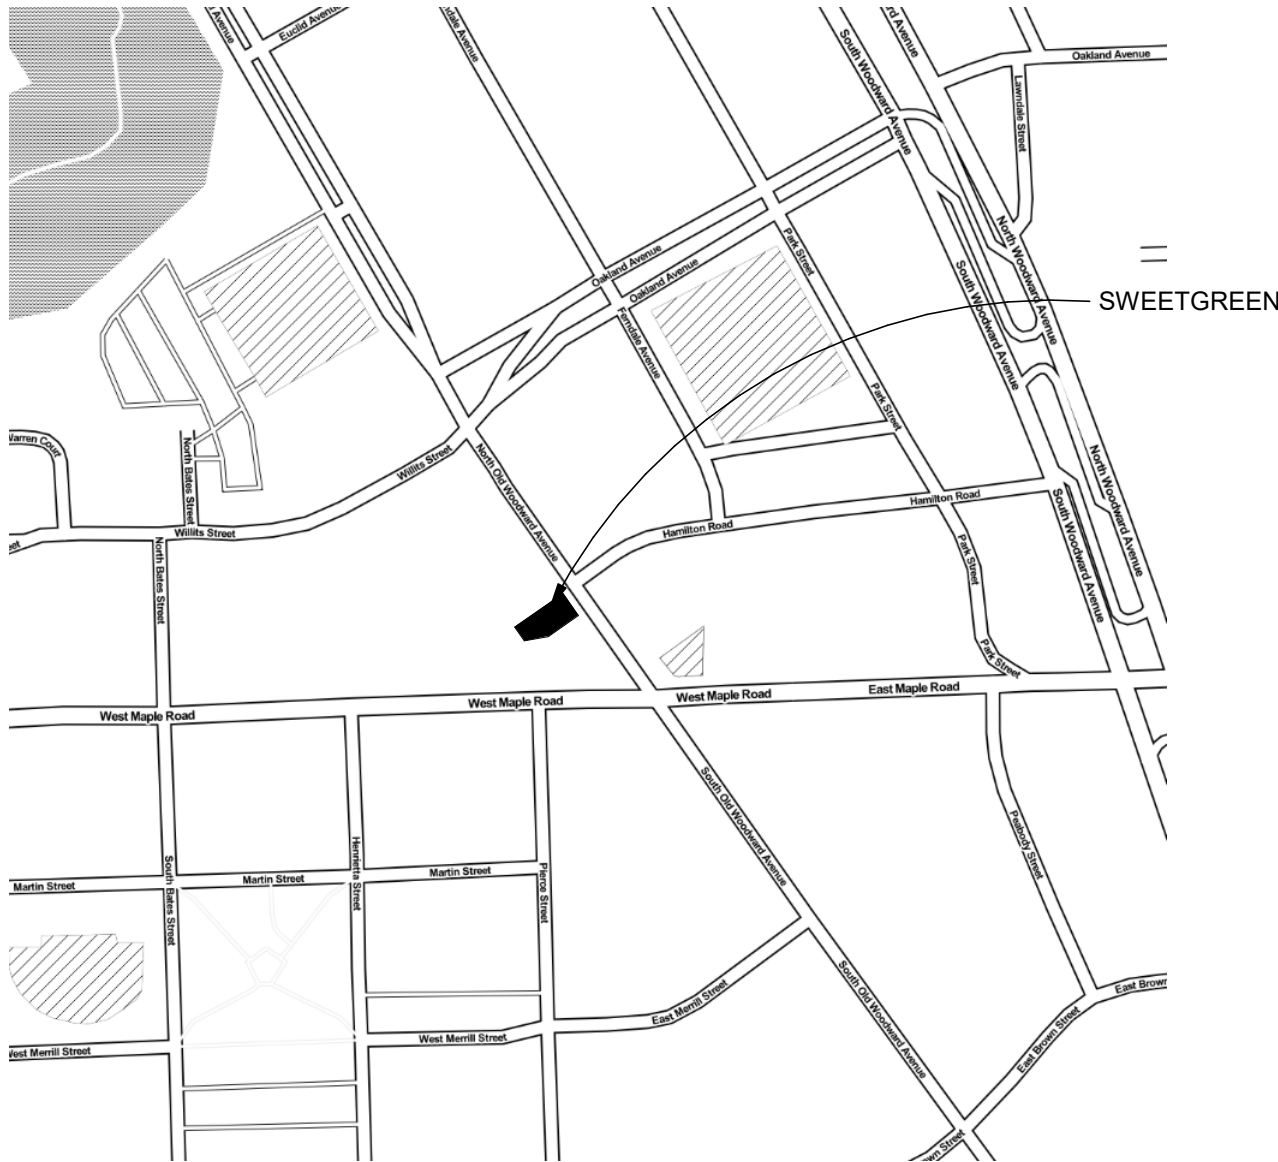 Avenue
Euclid Avenue
dale Avenue
South Woodward Avenue
rd Avenue
Oakland Avenue
Lawndale Street
North Woodward Avenue
Park Street
Oakland Avenue
Oakland Avenue
South Woodward Avenue
SWEETGREEN
Ferndale Avenue
Park Street
Warren Court
North Bates Street
Willits Street
North Old Woodward Avenue
North Woodward Avenue
Hamilton Road
South Woodward Avenue
Hamilton Road
Willits Street
eet
North Bates Street
Park Street
Park Street
West Maple Road
West Maple Road
West Maple Road
East Maple Road
South Old Woodward Avenue
Peabody Street
Henrietta Street
South Bates Street
Martin Street
Martin Street
Martin Street
Pierce Street
South Old Woodward Avenue
East Merrill Street
East Brown
East Brown Street
West Merrill Street
West Merrill Street
own Street